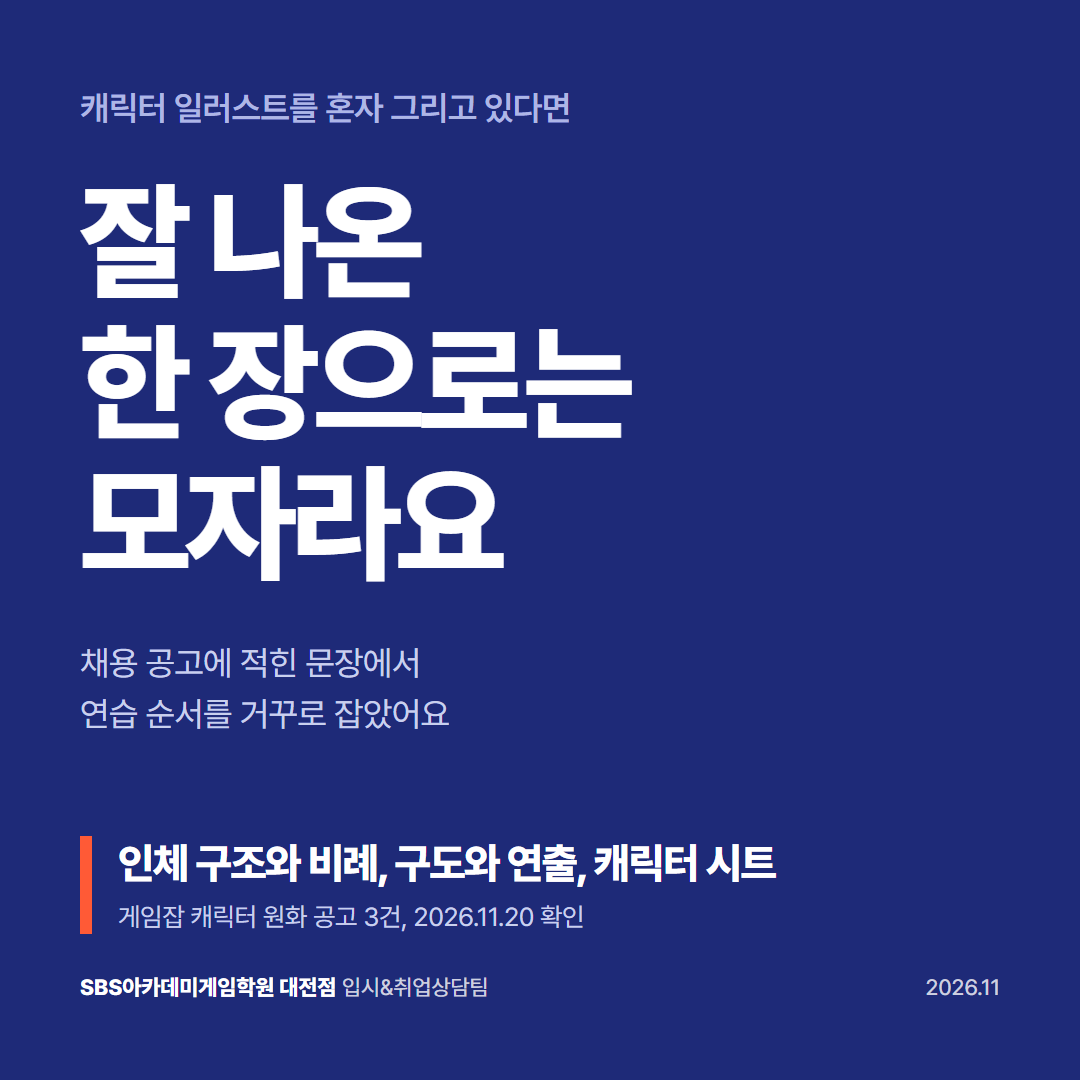 캐릭터 일러스트를 혼자 그리고 있다면
잘 나온
한 장으로는
모자라요
채용 공고에 적힌 문장에서
연습 순서를 거꾸로 잡았어요
인체 구조와 비례, 구도와 연출, 캐릭터 시트
게임잡 캐릭터 원화 공고 3건, 2026.11.20 확인
SBS아카데미게임학원 대전점 입시&취업상담팀
2026.11